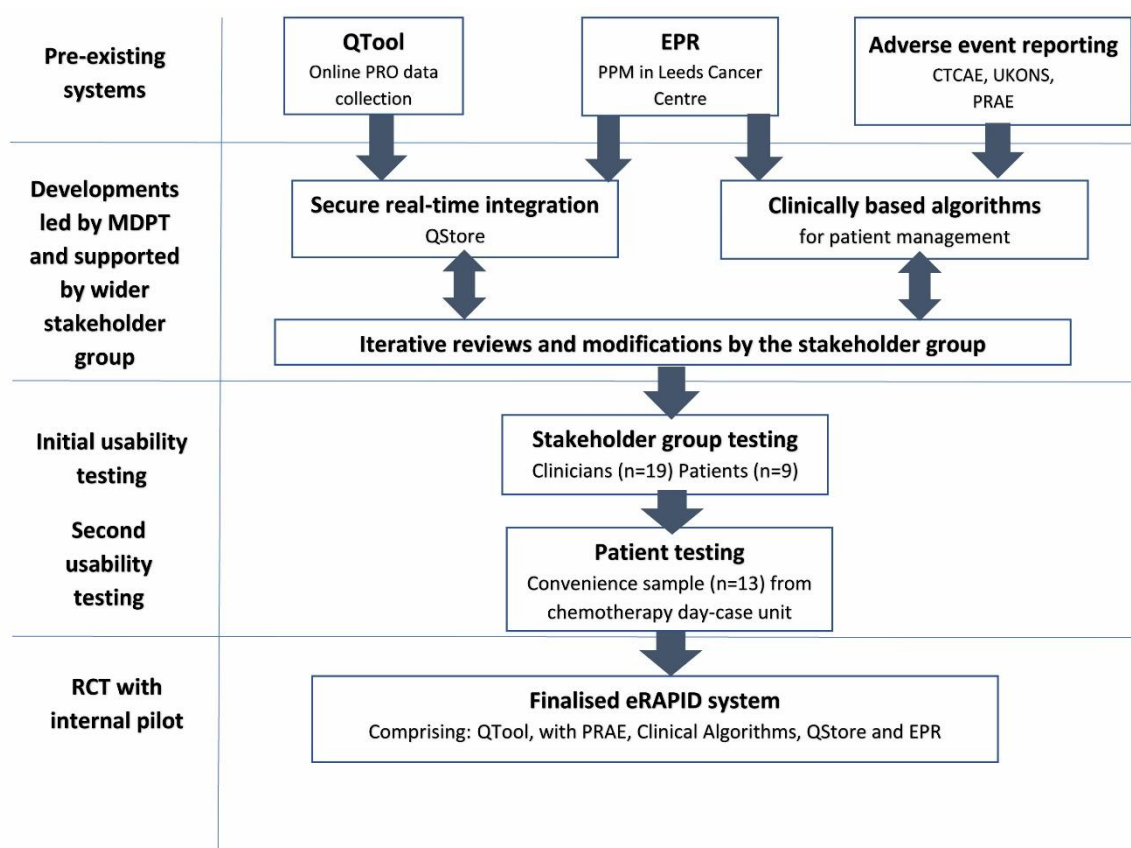 Pre-existing
systems
QTool
Online PRO data
collection
EPR
PPM in Leeds Cancer
Centre
Adverse event reporting
CTCAE, UKONS,
PRAE
Developments
led by MDPT
and supported
by wider
stakeholder
group
Secure real-time integration
QStore
Clinically based algorithms
for patient management
Iterative reviews and modifications by the stakeholder group
Initial usability
testing
Stakeholder group testing
Clinicians (n=19) Patients (n=9)
Second
usability
testing
Patient testing
Convenience sample (n=13) from
chemotherapy day-case unit
RCT with
internal pilot
Finalised eRAPID system
Comprising: QTool, with PRAE, Clinical Algorithms, QStore and EPR